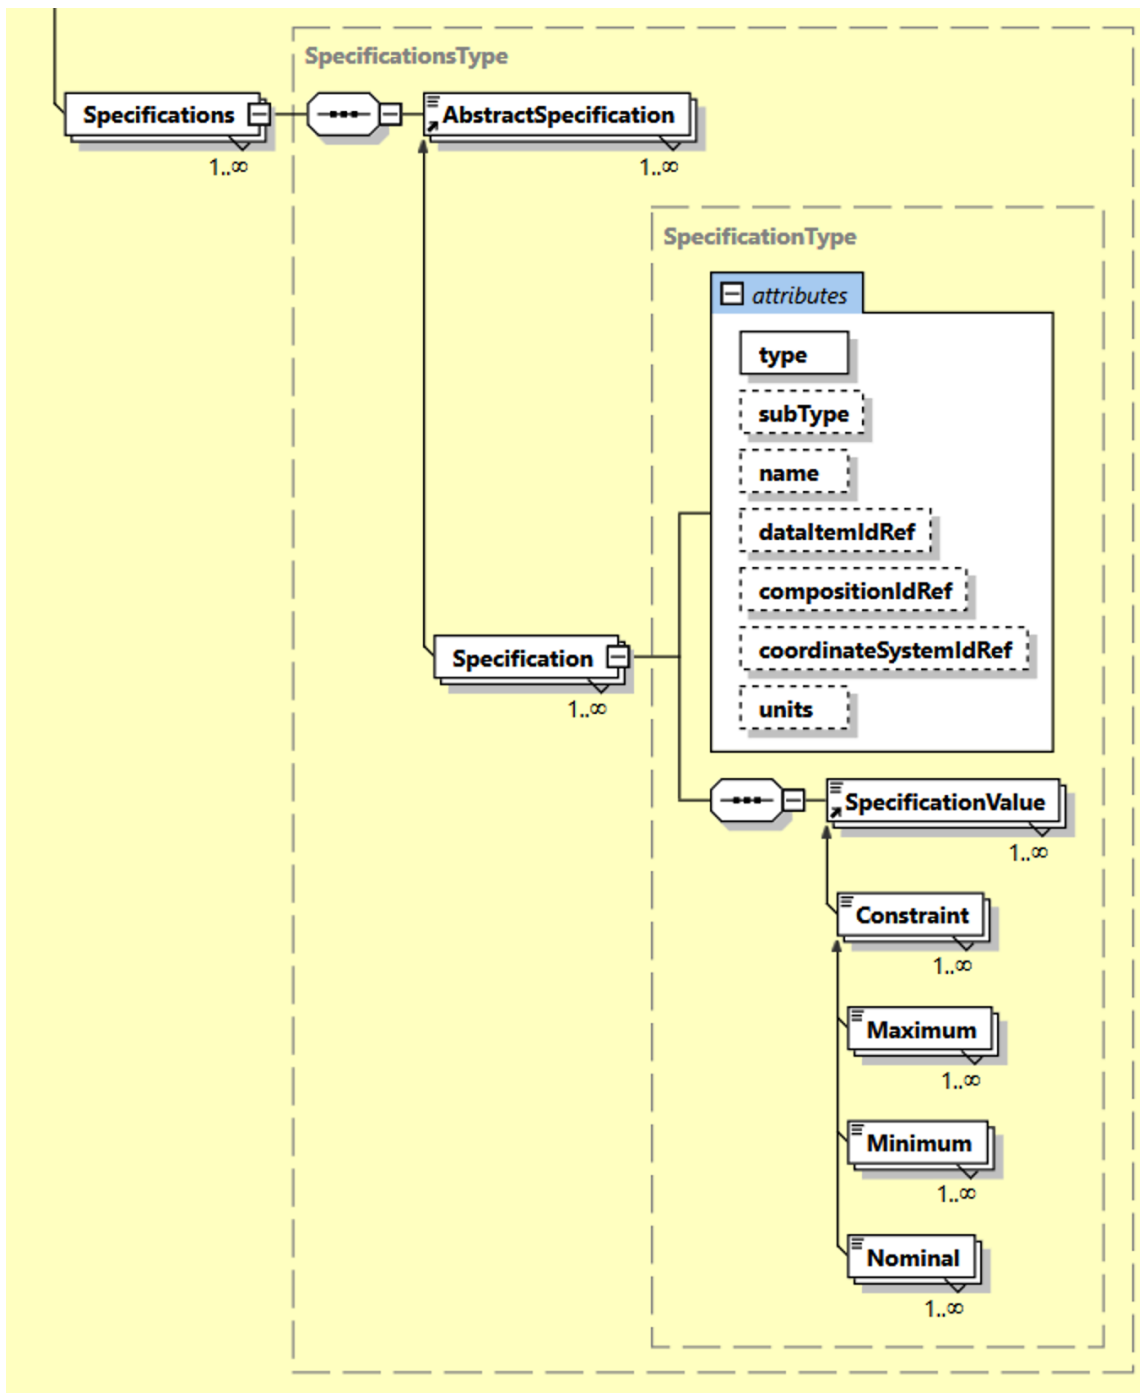 SpecificationsType
Specifications
AbstractSpecification
1..∞
1..∞
SpecificationType
attributes
type
subType
name
dataItemIdRef
compositionIdRef
coordinateSystemIdRef
units
Specification
1..∞
SpecificationValue
1..∞
Constraint
1..∞
Maximum
1..∞
Minimum
1..∞
Nominal
1..∞